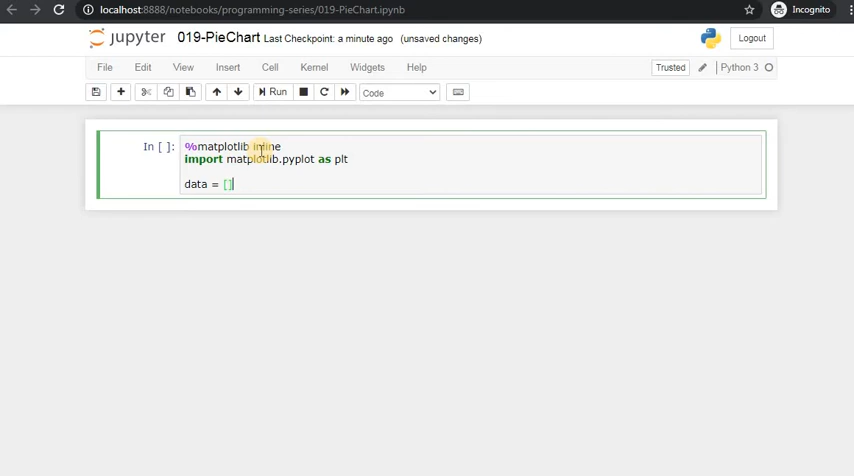 localhost:8888/notebooks/programming-series/019-PieChart.ipynb
Incognito
jupyter 019-PieChart Last Checkpoint: a minute ago (unsaved changes)
Logout
File Edit View Insert Cell Kernel Widgets Help
Trusted
Python 3
Run
Code
In [ ]:
%matplotlib inline
import matplotlib.pyplot as plt
data = []